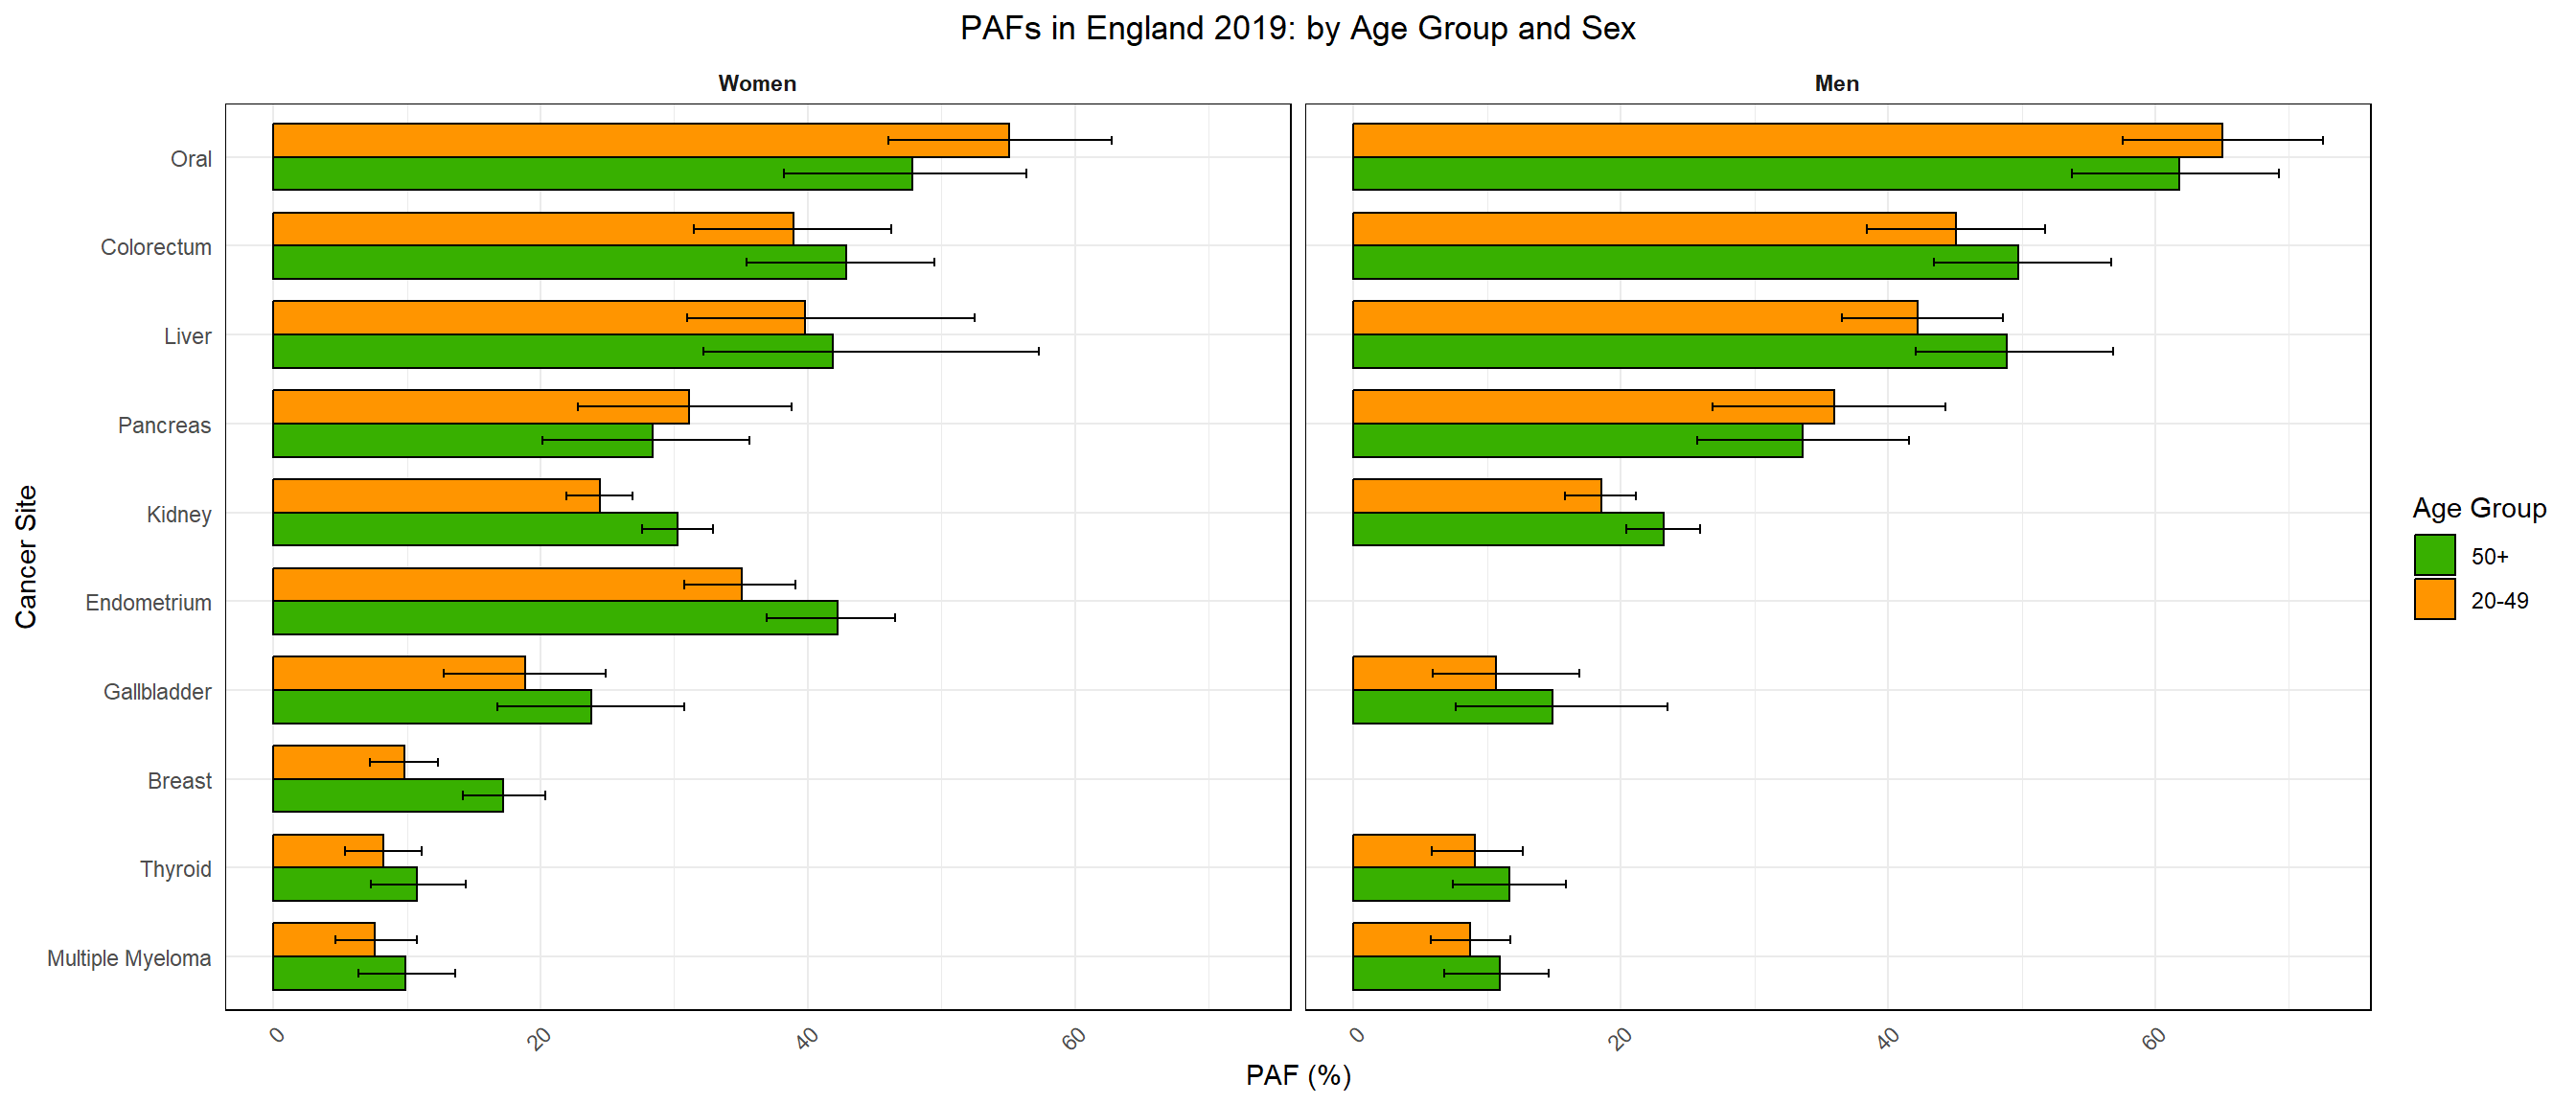 PAFs in England 2019: by Age Group and Sex
Women
Men
Cancer Site
Oral
Colorectum
Liver
Pancreas
Kidney
Endometrium
Gallbladder
Breast
Thyroid
Multiple Myeloma
0
20
40
60
0
20
40
60
PAF (%)
Age Group
50+
20-49